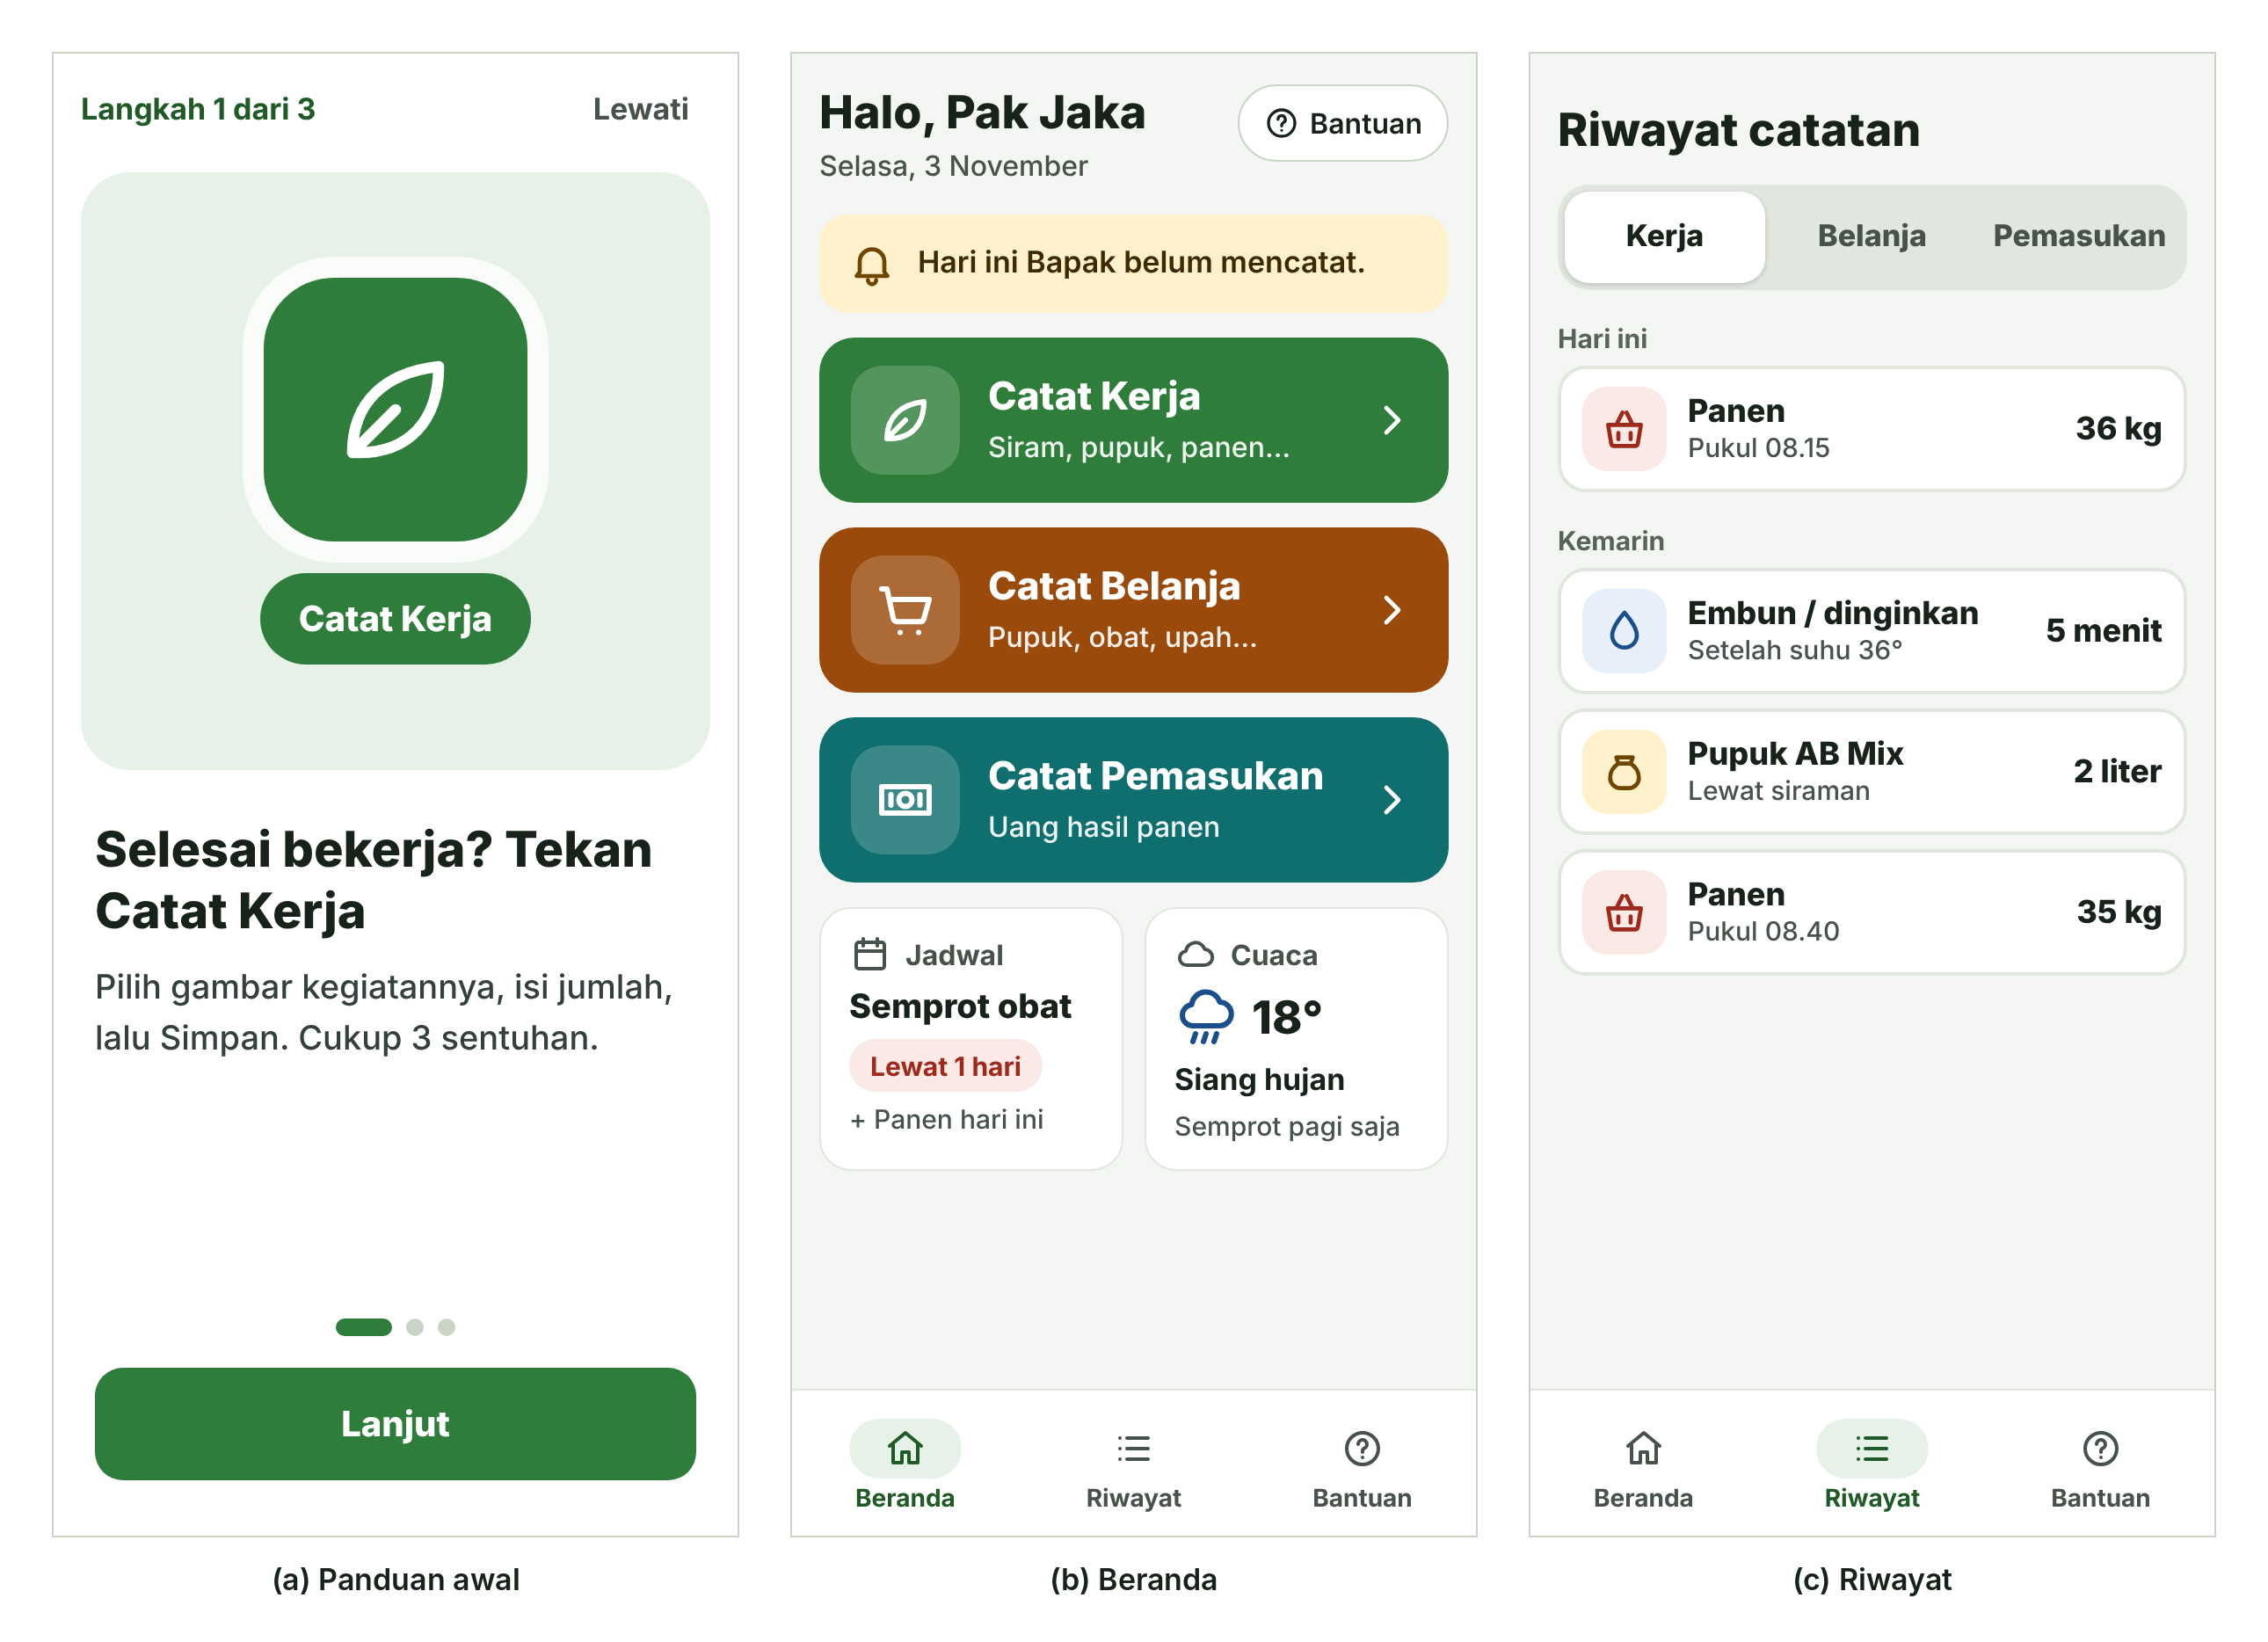 Langkah 1 dari 3
Lewati
Catat Kerja
Selesai bekerja? Tekan
Catat Kerja
Pilih gambar kegiatannya, isi jumlah,
lalu Simpan. Cukup 3 sentuhan.
Lanjut
(a) Panduan awal
Halo, Pak Jaka
Selasa, 3 November
Bantuan
Hari ini Bapak belum mencatat.
Catat Kerja
Siram, pupuk, panen...
Catat Belanja
Pupuk, obat, upah...
Catat Pemasukan
Uang hasil panen
Jadwal
Semprot obat
Lewat 1 hari
+ Panen hari ini
Cuaca
18°
Siang hujan
Semprot pagi saja
Beranda
Riwayat
Bantuan
(b) Beranda
Riwayat catatan
Kerja
Belanja
Pemasukan
Hari ini
Panen
Pukul 08.15
36 kg
Kemarin
Embun / dinginkan
Setelah suhu 36°
5 menit
Pupuk AB Mix
Lewat siraman
2 liter
Panen
Pukul 08.40
35 kg
Beranda
Riwayat
Bantuan
(c) Riwayat